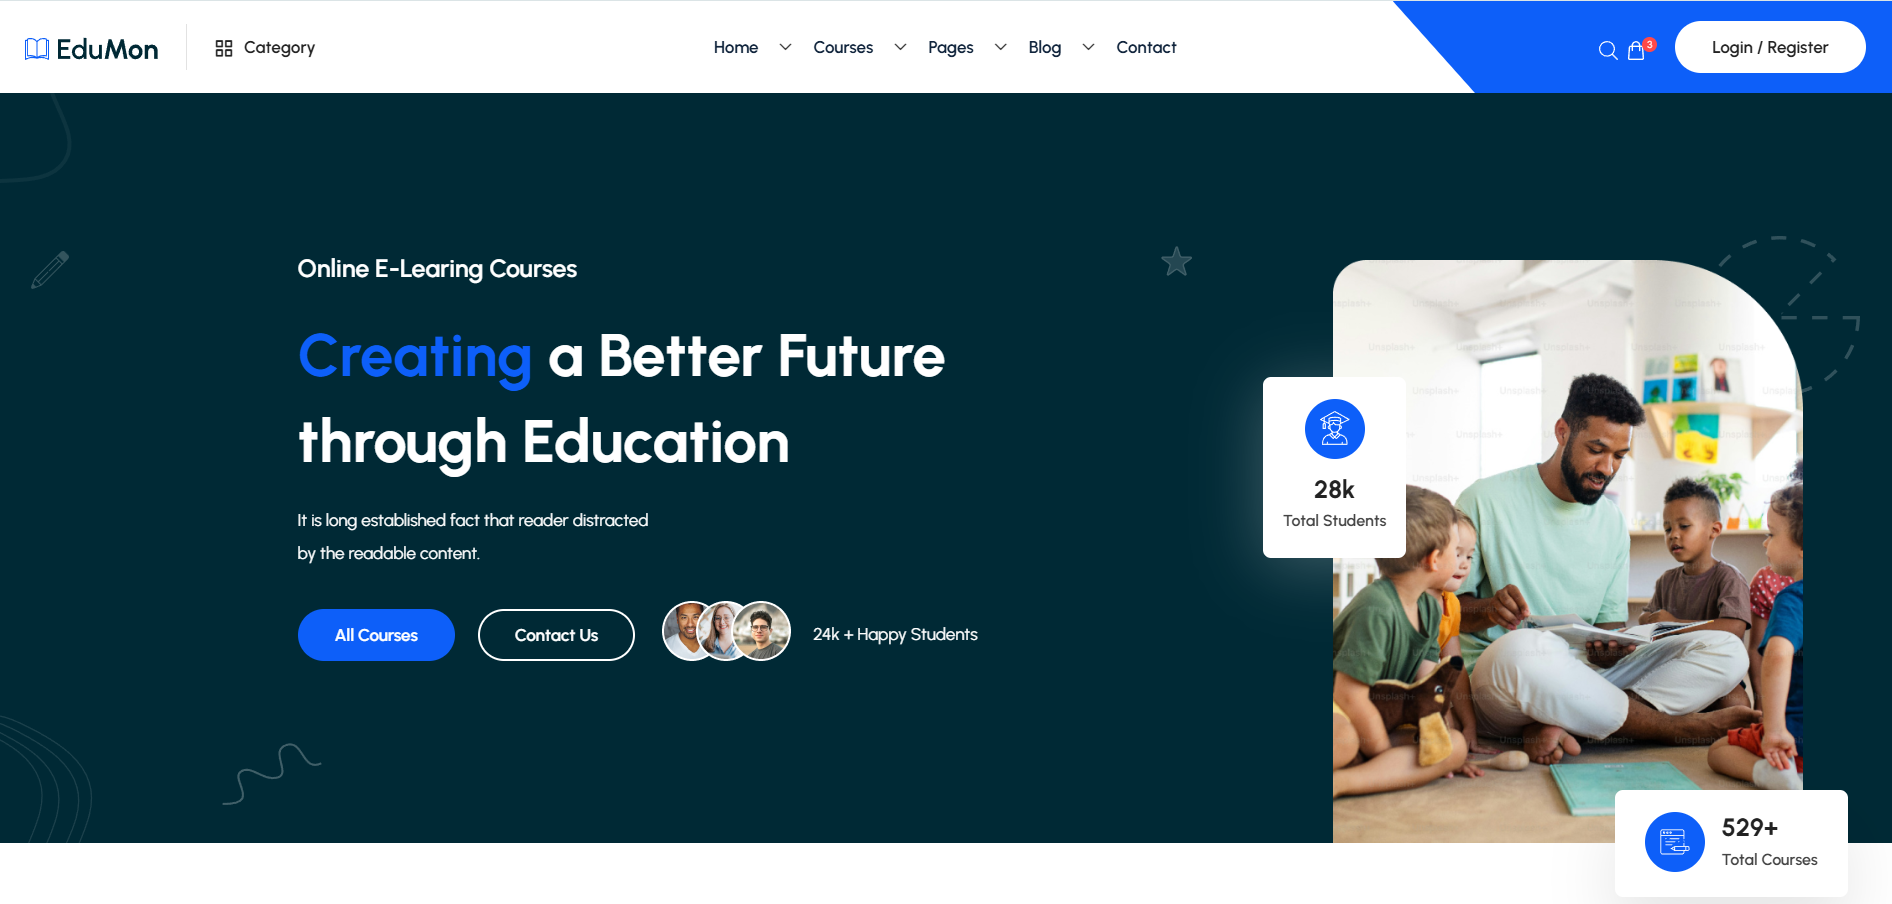 EduMon
Category
Home
Courses
Pages
Blog
Contact
3
Login / Register
Online E-Learing Courses
Creating a Better Future
through Education
It is long established fact that reader distracted
by the readable content.
All Courses
Contact Us
24k + Happy Students
28k
Total Students
529+
Total Courses
Unsplash+